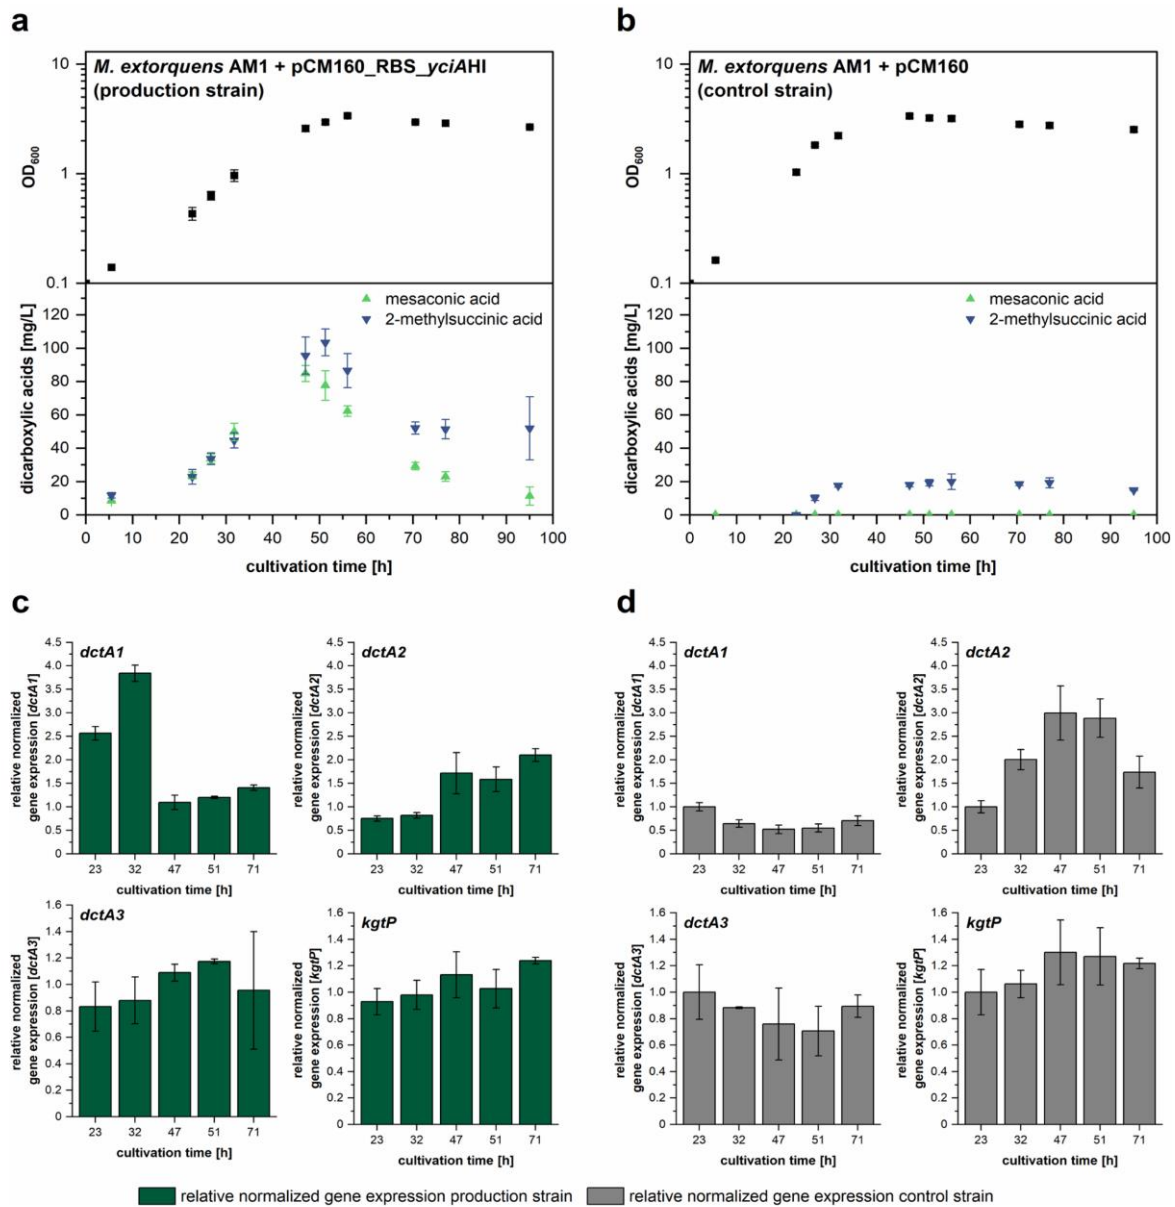 a
M. extorquens AM1 + pCM160_RBS_yciAHI
(production strain)
10
1
0.1
OD600
mesaconic acid
2-methylsuccinic acid
120
100
80
60
40
20
0
dicarboxylic acids [mg/L]
0 10 20 30 40 50 60 70 80 90 100
cultivation time [h]
b
M. extorquens AM1 + pCM160
(control strain)
10
1
0.1
OD600
mesaconic acid
2-methylsuccinic acid
120
100
80
60
40
20
0
dicarboxylic acids [mg/L]
0 10 20 30 40 50 60 70 80 90 100
cultivation time [h]
c
dctA1
4.5
4.0
3.5
3.0
2.5
2.0
1.5
1.0
0.5
0
relative normalized
gene expression [dctA1]
23 32 47 51 71
cultivation time [h]
dctA2
4.5
4.0
3.5
3.0
2.5
2.0
1.5
1.0
0.5
0
relative normalized
gene expression [dctA2]
23 32 47 51 71
cultivation time [h]
dctA3
1.6
1.4
1.2
1.0
0.8
0.6
0.4
0.2
0
relative normalized
gene expression [dctA3]
23 32 47 51 71
cultivation time [h]
kgtP
1.6
1.4
1.2
1.0
0.8
0.6
0.4
0.2
0
relative normalized
gene expression [kgtP]
23 32 47 51 71
cultivation time [h]
d
dctA1
4.5
4.0
3.5
3.0
2.5
2.0
1.5
1.0
0.5
0
relative normalized
gene expression [dctA1]
23 32 47 51 71
cultivation time [h]
dctA2
4.5
4.0
3.5
3.0
2.5
2.0
1.5
1.0
0.5
0
relative normalized
gene expression [dctA2]
23 32 47 51 71
cultivation time [h]
dctA3
1.6
1.4
1.2
1.0
0.8
0.6
0.4
0.2
0
relative normalized
gene expression [dctA3]
23 32 47 51 71
cultivation time [h]
kgtP
1.6
1.4
1.2
1.0
0.8
0.6
0.4
0.2
0
relative normalized
gene expression [kgtP]
23 32 47 51 71
cultivation time [h]
relative normalized gene expression production strain
relative normalized gene expression control strain